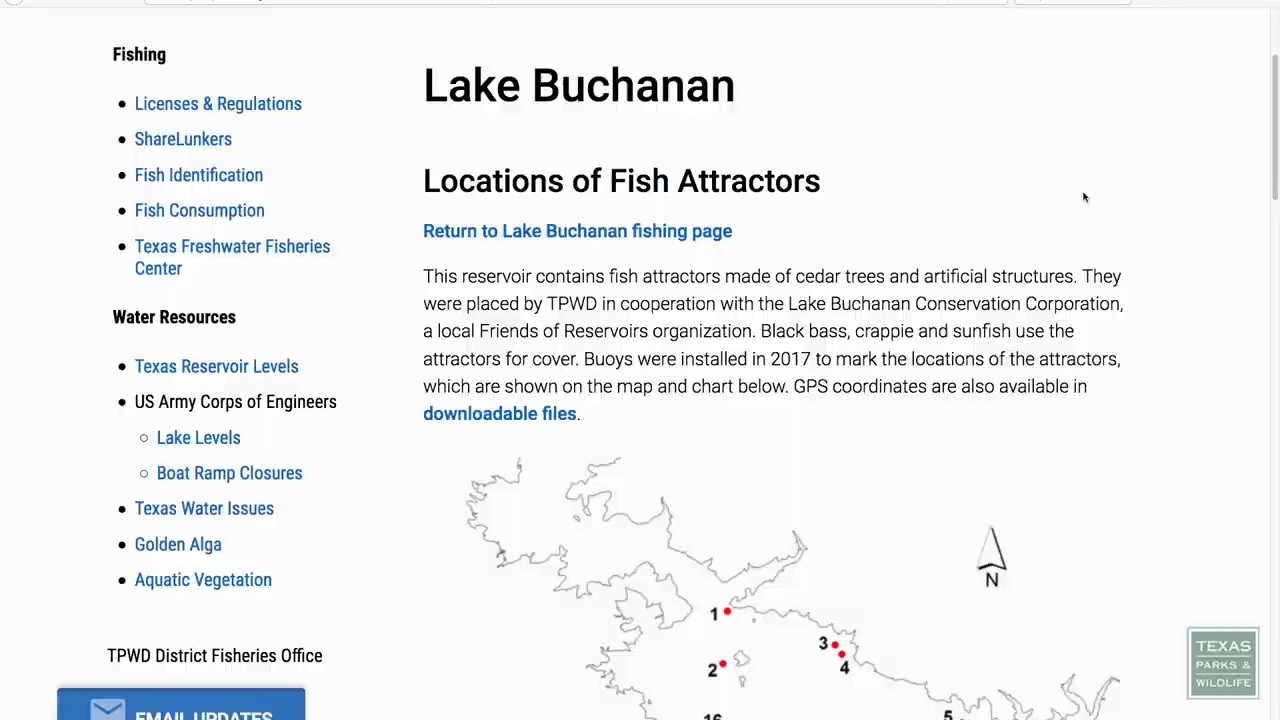 Fishing
Licenses & Regulations
ShareLunkers
Fish Identification
Fish Consumption
Texas Freshwater Fisheries
Center
Water Resources
Texas Reservoir Levels
US Army Corps of Engineers
Lake Levels
Boat Ramp Closures
Texas Water Issues
Golden Alga
Aquatic Vegetation
TPWD District Fisheries Office
EMAIL UPDATES
Lake Buchanan
Locations of Fish Attractors
Return to Lake Buchanan fishing page
This reservoir contains fish attractors made of cedar trees and artificial structures. They
were placed by TPWD in cooperation with the Lake Buchanan Conservation Corporation,
a local Friends of Reservoirs organization. Black bass, crappie and sunfish use the
attractors for cover. Buoys were installed in 2017 to mark the locations of the attractors,
which are shown on the map and chart below. GPS coordinates are also available in
downloadable files.
N
1
3
4
2
16
5
TEXAS
PARKS &
WILDLIFE